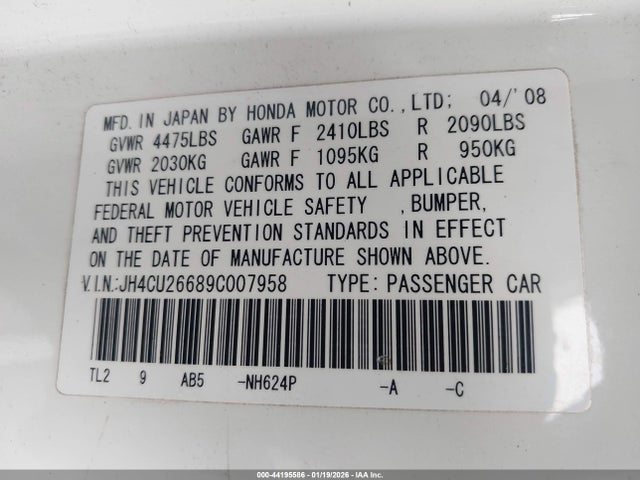 MFD. IN JAPAN BY HONDA MOTOR CO.,LTD; 04/'08
GVWR 4475LBS GAWR F 2410LBS R 2090LBS
GVWR 2030KG GAWR F 1095KG R 950KG
THIS VEHICLE CONFORMS TO ALL APPLICABLE
FEDERAL MOTOR VEHICLE SAFETY ,BUMPER,
AND THEFT PREVENTION STANDARDS IN EFFECT
ON THE DATE OF MANUFACTURE SHOWN ABOVE.
V.I.N.:JH4CU26689C007958 TYPE: PASSENGER CAR
TL2 9 AB5 -NH624P -A -C
000-44195586 | 01/19/2026 | IAA Inc.